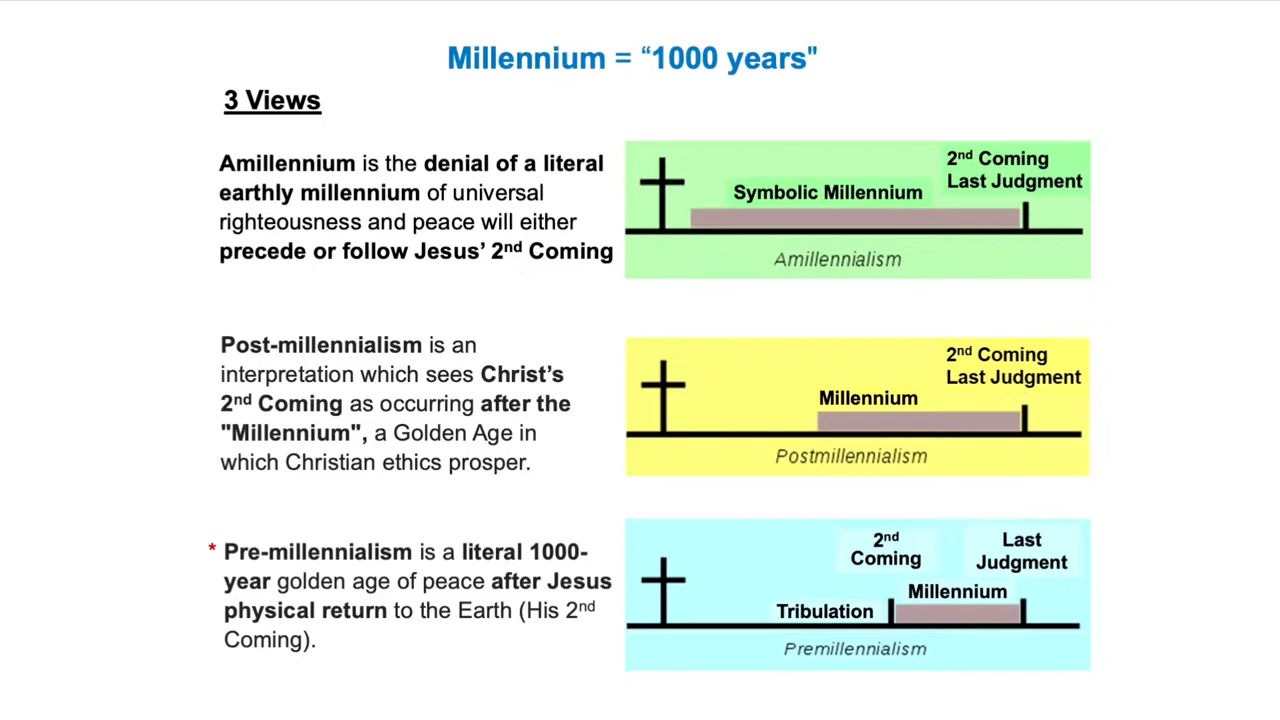 Millennium = “1000 years"
3 Views
Amillennium is the denial of a literal
earthly millennium of universal
righteousness and peace will either
precede or follow Jesus’ 2nd Coming
2nd Coming
Last Judgment
Symbolic Millennium
Amillennialism
Post-millennialism is an
interpretation which sees Christ’s
2nd Coming as occurring after the
"Millennium", a Golden Age in
which Christian ethics prosper.
2nd Coming
Last Judgment
Millennium
Postmillennialism
* Pre-millennialism is a literal 1000-
year golden age of peace after Jesus
physical return to the Earth (His 2nd
Coming).
2nd
Coming
Last
Judgment
Millennium
Tribulation
Premillennialism